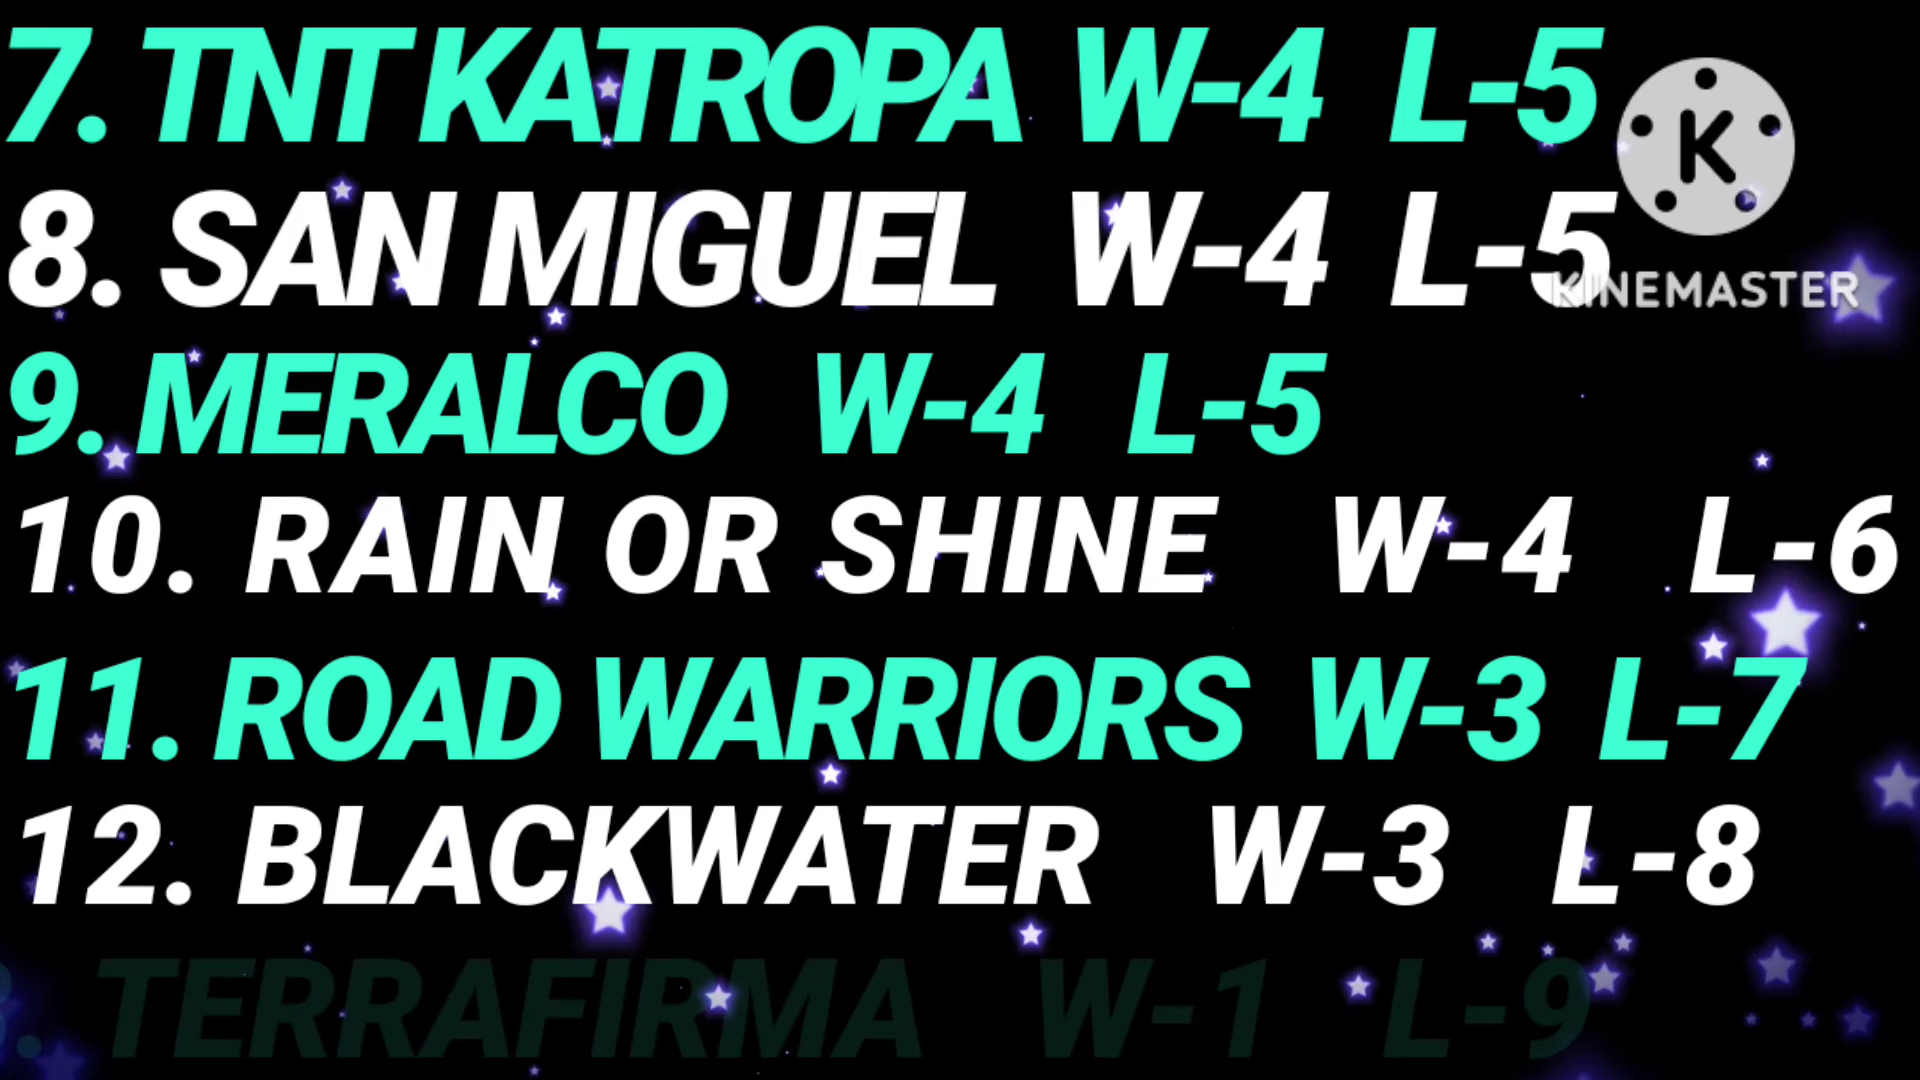 7. TNT KATROPA W-4 L-5
K
8. SAN MIGUEL W-4 L-5
KINEMASTER
9. MERALCO W-4 L-5
10. RAIN OR SHINE W-4 L-6
11. ROAD WARRIORS W-3 L-7
12. BLACKWATER W-3 L-8
3. TERRAFIRMA W-1 L-9